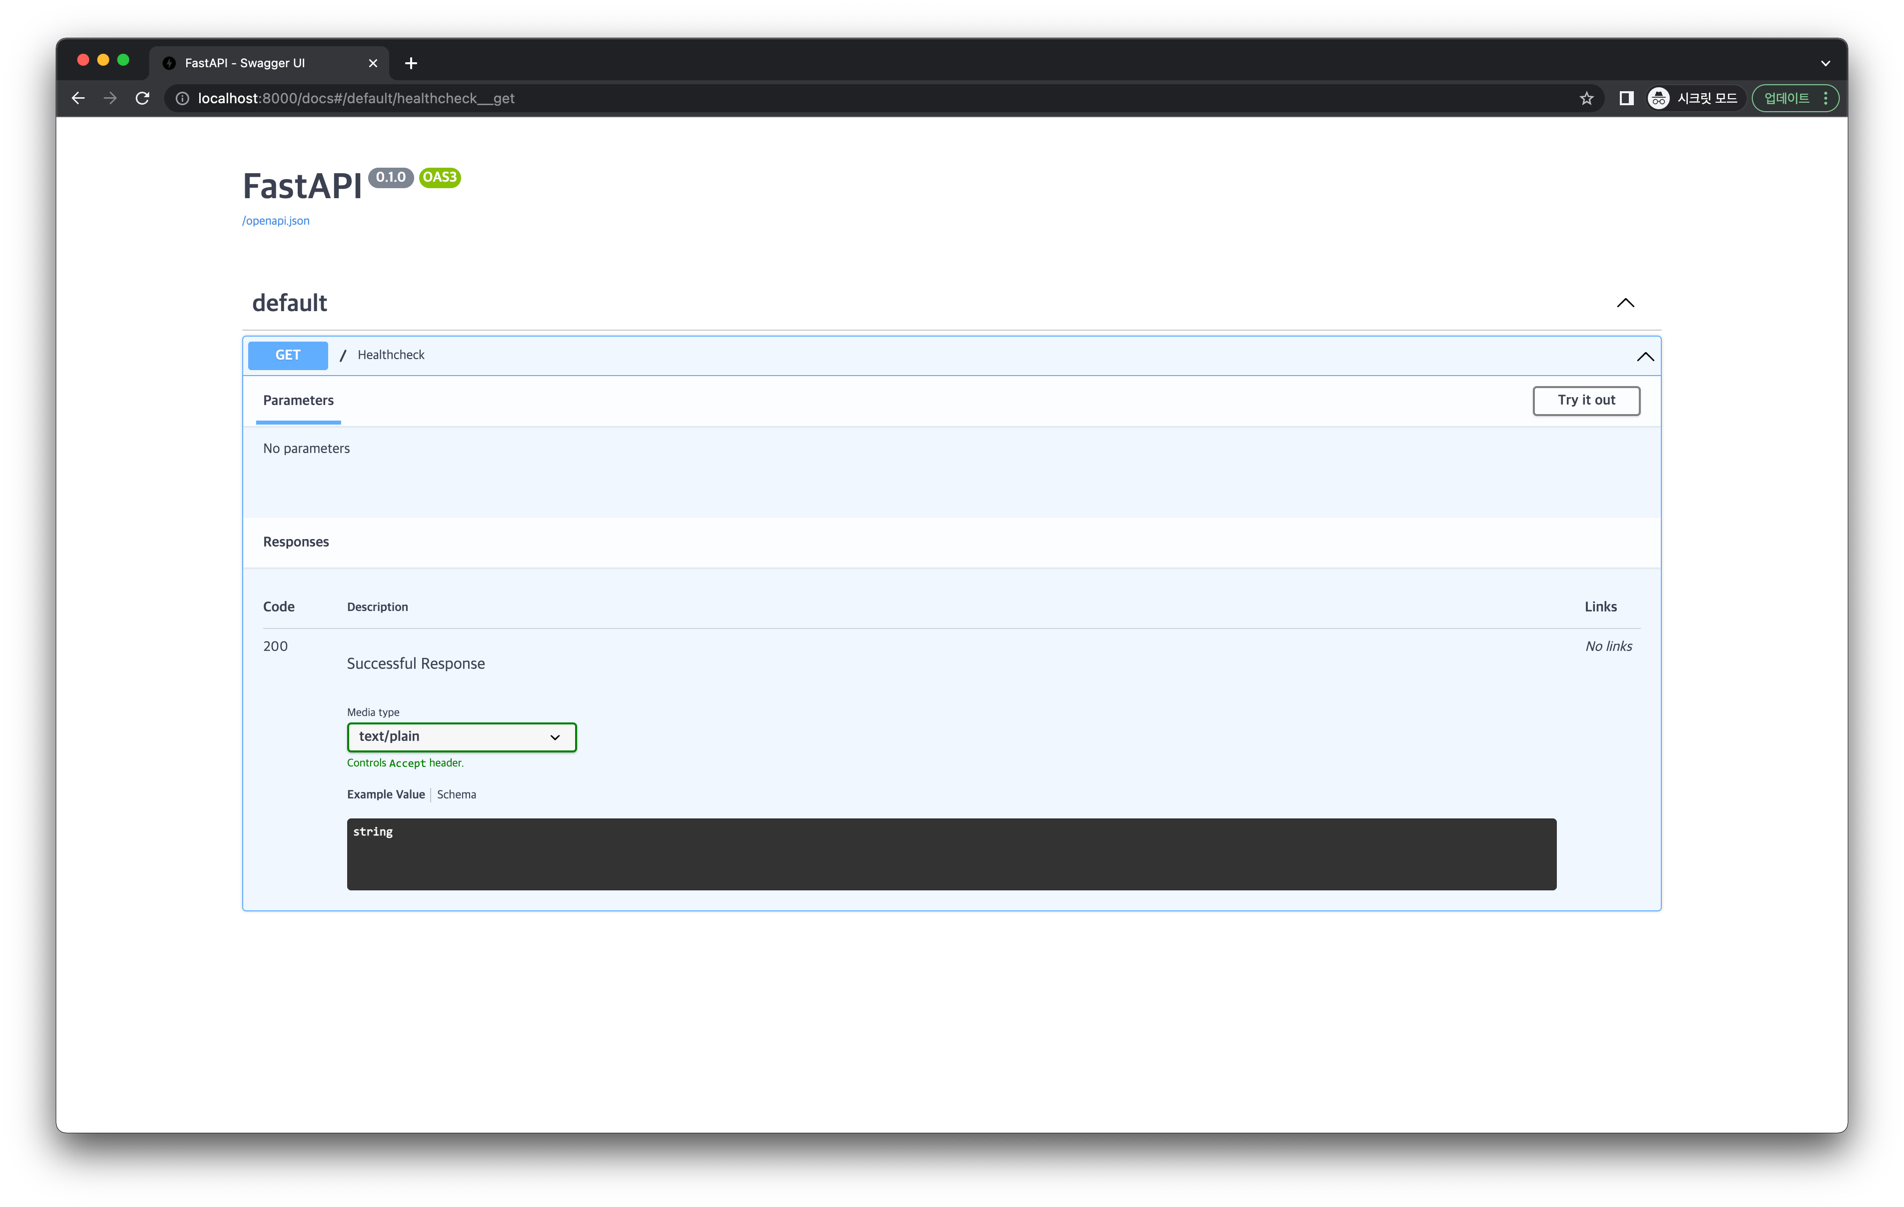 FastAPI - Swagger UI
localhost:8000/docs#/default/healthcheck__get
시크릿 모드
업데이트
FastAPI 0.1.0 OAS3
/openapi.json
default
GET / Healthcheck
Parameters
Try it out
No parameters
Responses
Code Description Links
200 No links
Successful Response
Media type
text/plain
Controls Accept header.
Example Value Schema
string